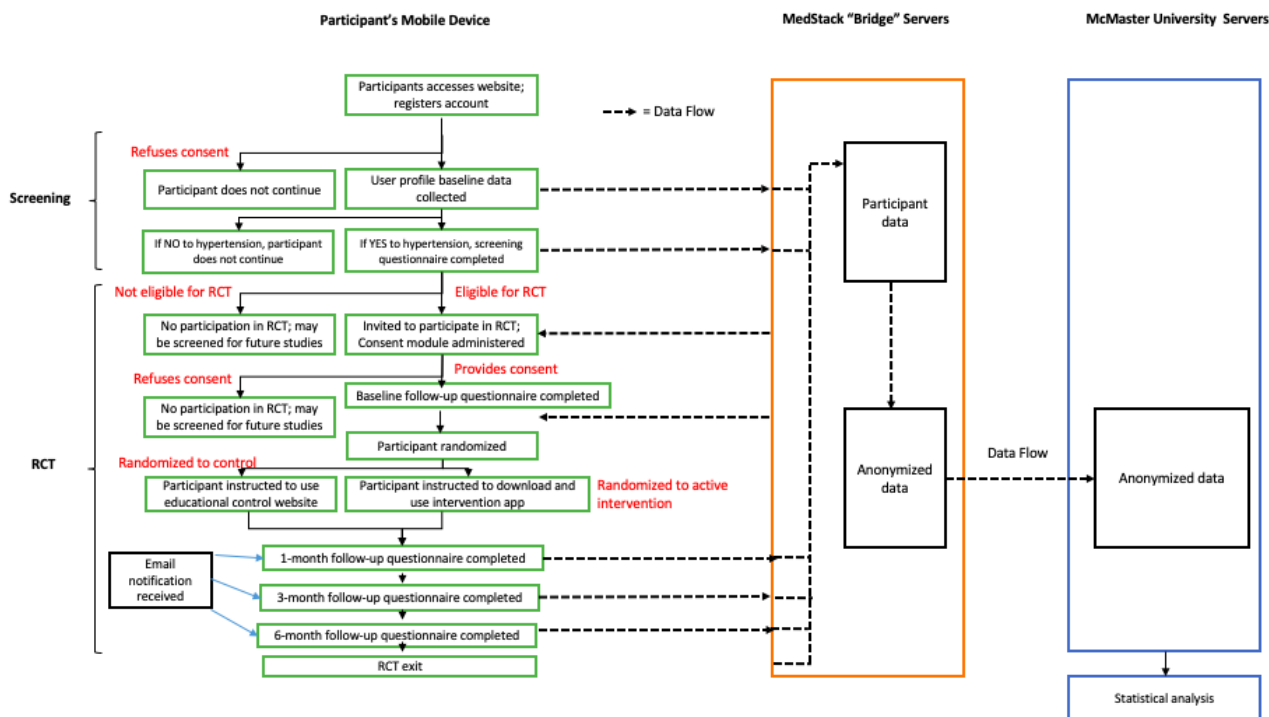 Participant's Mobile Device
MedStack "Bridge" Servers
McMaster University Servers
Participants accesses website;
registers account
= Data Flow
Refuses consent
Screening
Participant does not continue
User profile baseline data
collected
Participant
data
If NO to hypertension, participant
does not continue
If YES to hypertension, screening
questionnaire completed
Not eligible for RCT
Eligible for RCT
No participation in RCT; may
be screened for future studies
Invited to participate in RCT;
Consent module administered
Refuses consent
Provides consent
Baseline follow-up questionnaire completed
No participation in RCT; may
be screened for future studies
Participant randomized
RCT
Randomized to control
Participant instructed to use
educational control website
Participant instructed to download and
use intervention app
Randomized to active
intervention
Anonymized
data
Data Flow
Anonymized data
Email
notification
received
1-month follow-up questionnaire completed
3-month follow-up questionnaire completed
6-month follow-up questionnaire completed
RCT exit
Statistical analysis